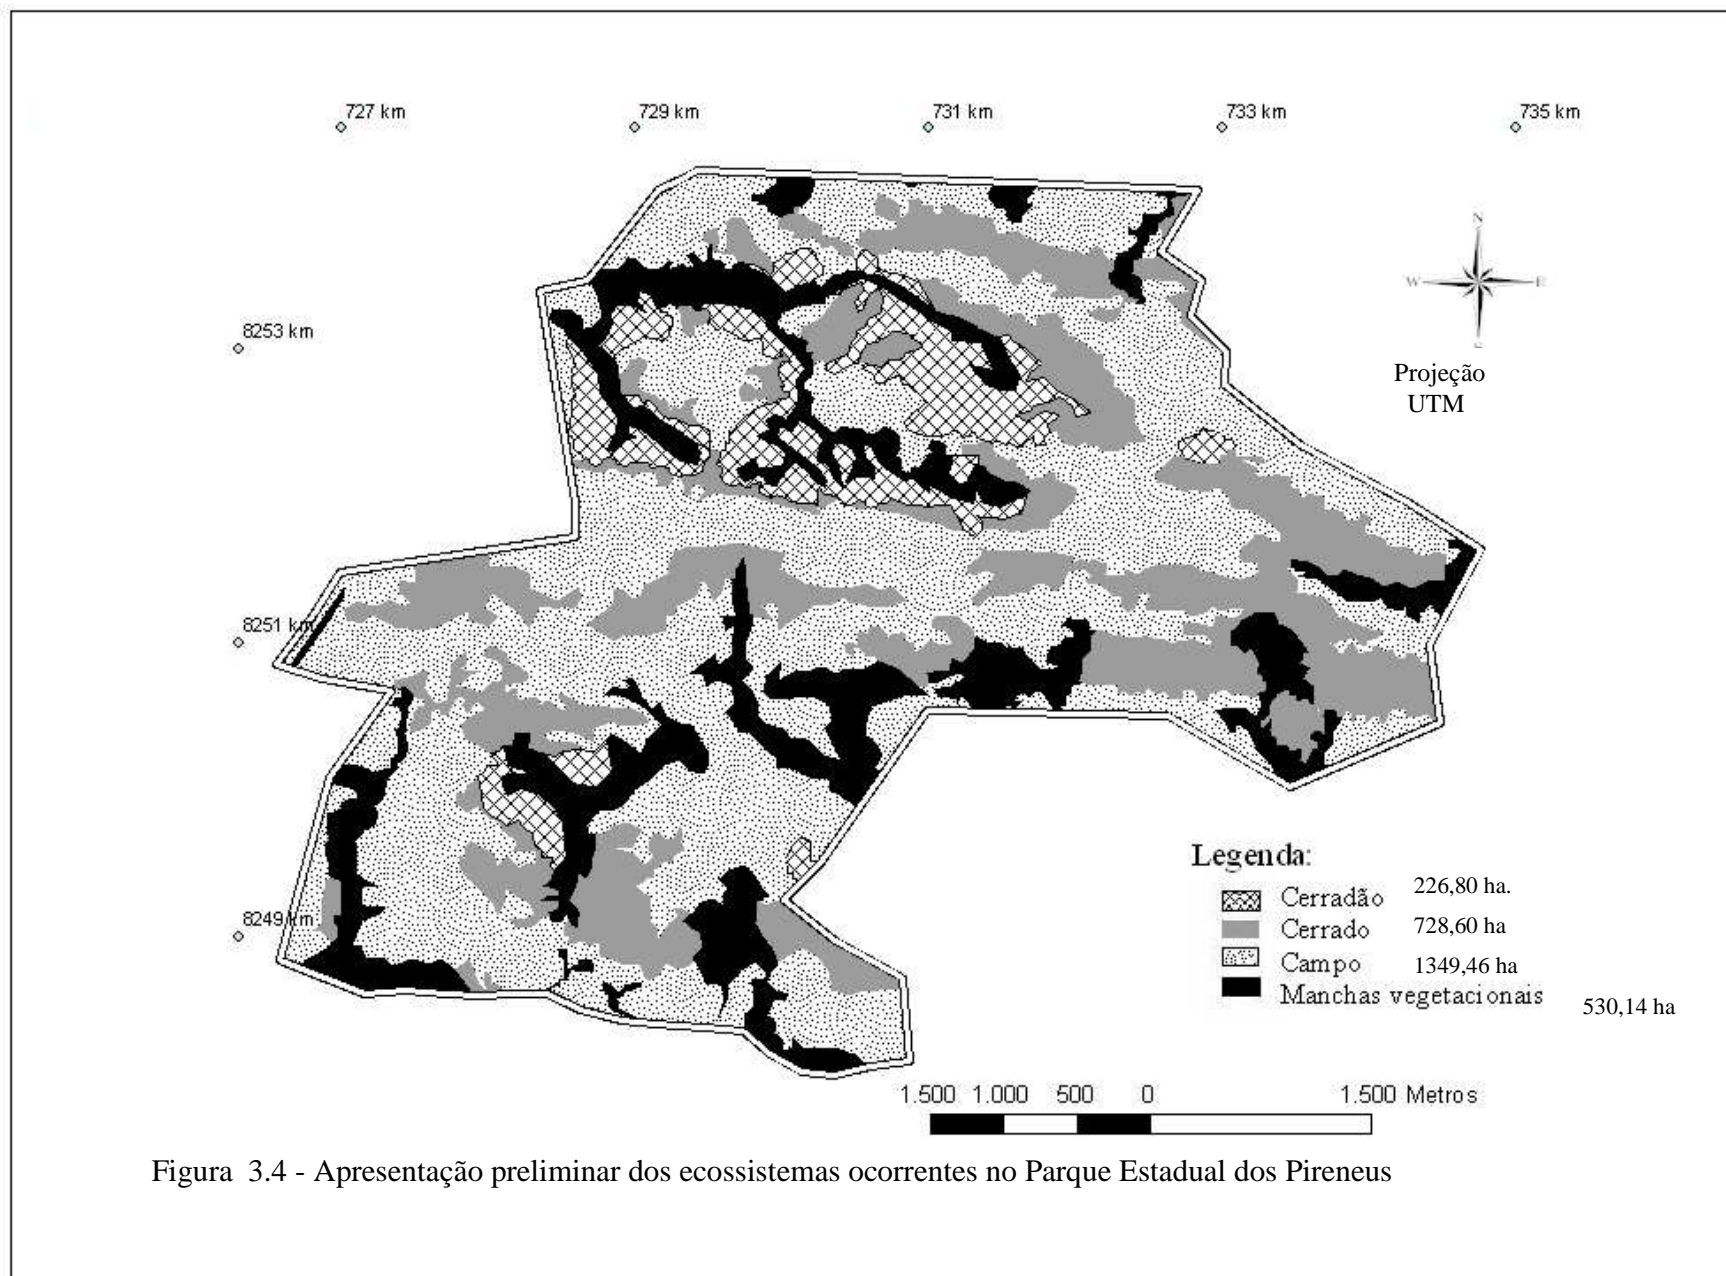 727 km 729 km 731 km 733 km 735 km
N
W E
8253 km
Projeção
UTM
8251 km
Legenda:
Cerradão 226,80 ha.
Cerrado 728,60 ha
8249 km
Campo 1349,46 ha
Manchas vegetacionais 530,14 ha
1.500 1.000 500 0 1.500 Metros
Figura 3.4 - Apresentação preliminar dos ecossistemas ocorrentes no Parque Estadual dos Pireneus